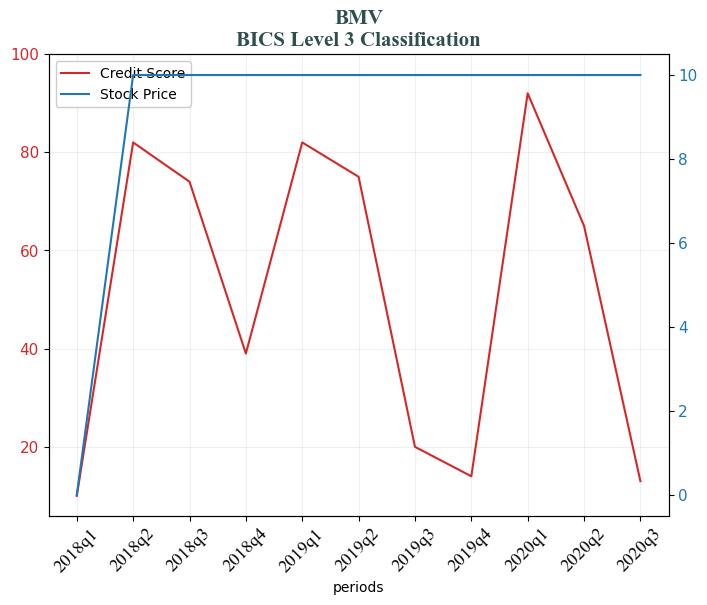 BMV
BICS Level 3 Classification
Credit Score
Stock Price
100
80
60
40
20
10
8
6
4
2
0
2018q1
2018q2
2018q3
2018q4
2019q1
2019q2
2019q3
2019q4
2020q1
2020q2
2020q3
periods